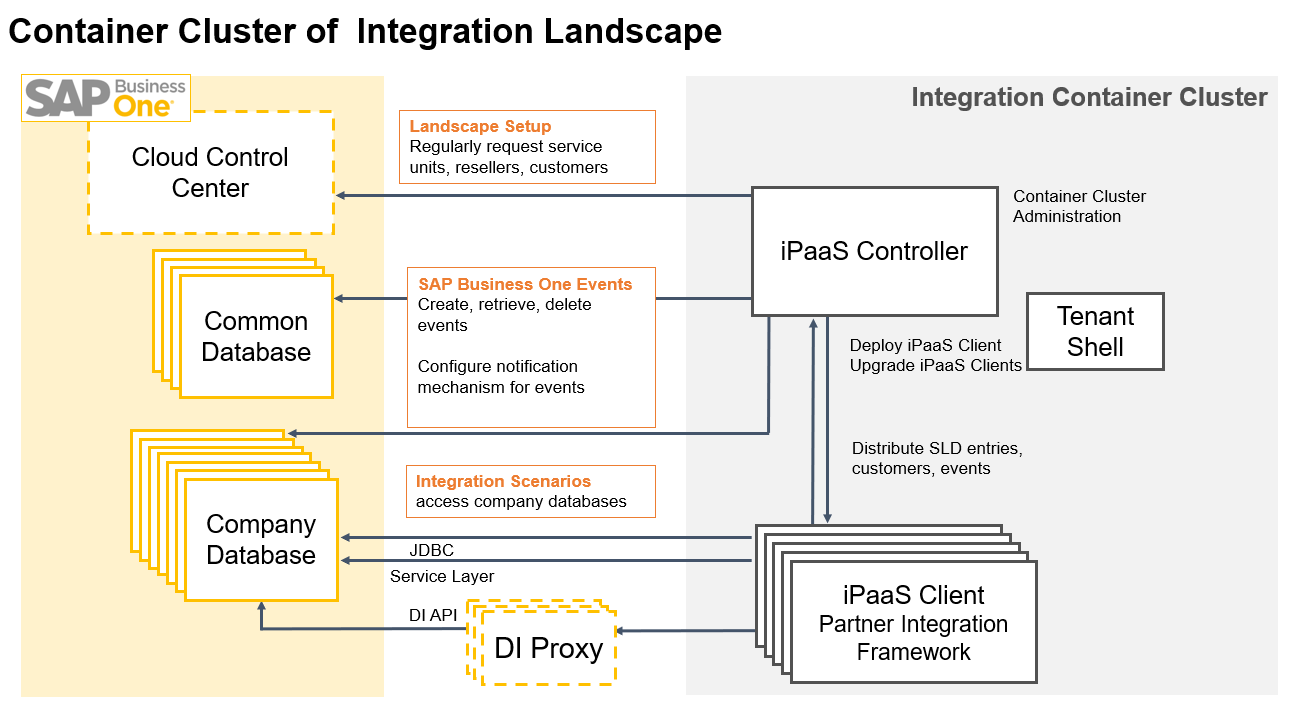 Container Cluster of  Integration Landscape
SAP Business
One
Integration Container Cluster
Cloud Control
Center
Landscape Setup
Regularly request service
units, resellers, customers
Container Cluster
Administration
iPaaS Controller
Common
Database
SAP Business One Events
Create, retrieve, delete
events
Configure notification
mechanism for events
Tenant
Shell
Deploy iPaaS Client
Upgrade iPaaS Clients
Distribute SLD entries,
customers, events
Integration Scenarios
access company databases
Company
Database
JDBC
Service Layer
DI API
DI Proxy
iPaaS Client
Partner Integration
Framework